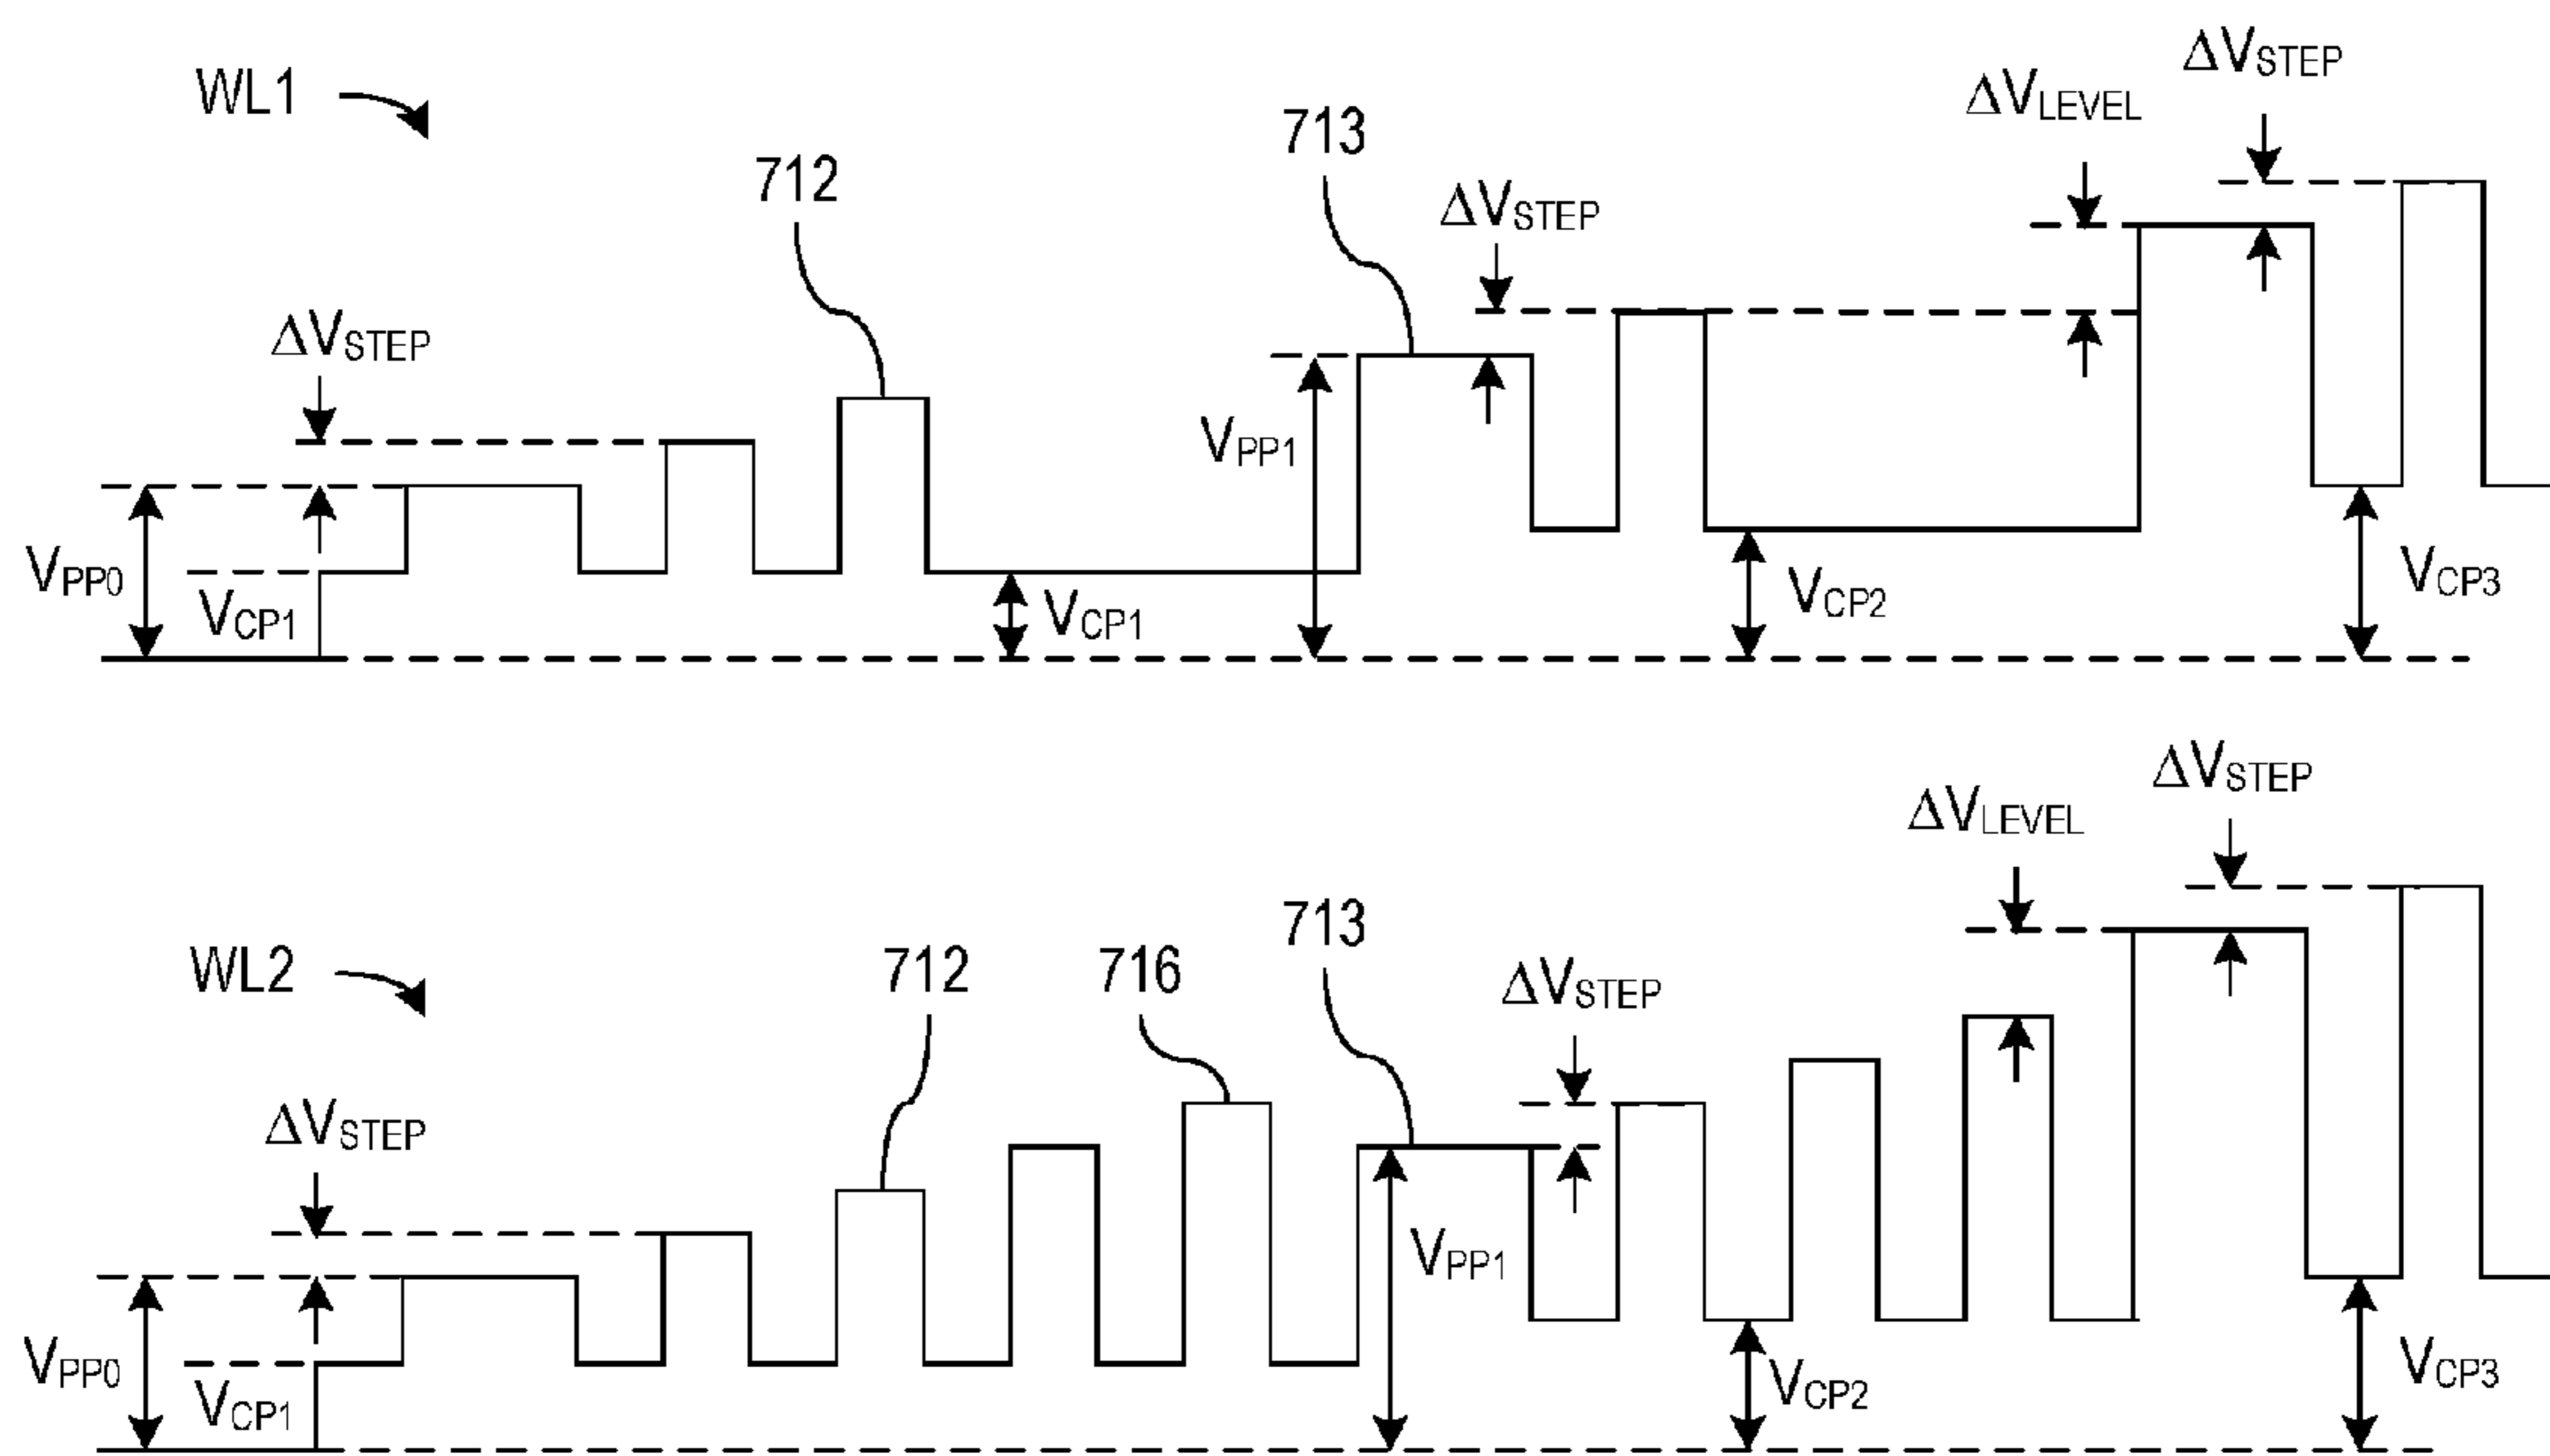 ΔVSTEP
WL1
ΔVLEVEL
713
712
ΔVSTEP
ΔVSTEP
VPP1
VPP0
VCP1
VCP1
VCP2
VCP3
ΔVSTEP
ΔVLEVEL
WL2
712
716
713
ΔVSTEP
ΔVSTEP
VPP1
VPP0
VCP1
VCP2
VCP3